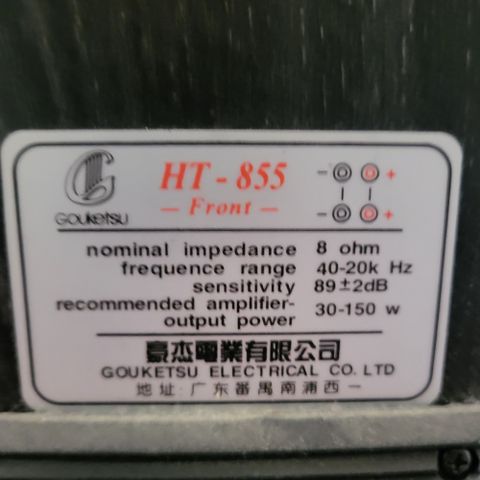 HT-855
- Front -
Gouketsu
- +
- +
nominal impedance 8 ohm
frequence range 40-20k Hz
sensitivity 89±2dB
recommended amplifier-
output power 30-150 w
豪杰電業有限公司
GOUKETSU ELECTRICAL CO. LTD
地址:广东番禺南浦西一